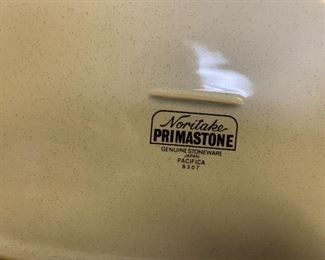 Noritake
PRIMASTONE
GENUINE STONEWARE
JAPAN
PACIFICA
8307